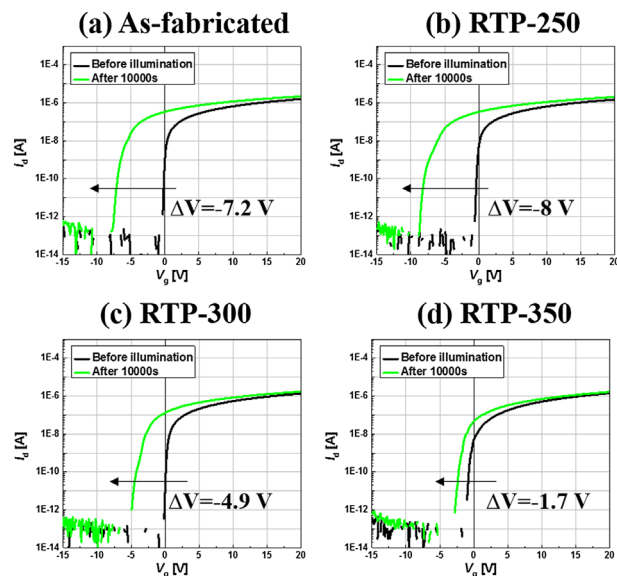 (a) As-fabricated
(b) RTP-250
Before illumination
After 10000s
1E-4
1E-6
1E-8
1E-10
1E-12
1E-14
Id [A]
ΔV=-7.2 V
-15 -10 -5 0 5 10 15 20
Vg [V]
Before illumination
After 10000s
1E-4
1E-6
1E-8
1E-10
1E-12
1E-14
Id [A]
ΔV=-8 V
-15 -10 -5 0 5 10 15 20
Vg [V]
(c) RTP-300
(d) RTP-350
Before illumination
After 10000s
1E-4
1E-6
1E-8
1E-10
1E-12
1E-14
Id [A]
ΔV=-4.9 V
-15 -10 -5 0 5 10 15 20
Vg [V]
Before illumination
After 10000s
1E-4
1E-6
1E-8
1E-10
1E-12
1E-14
Id [A]
ΔV=-1.7 V
-15 -10 -5 0 5 10 15 20
Vg [V]